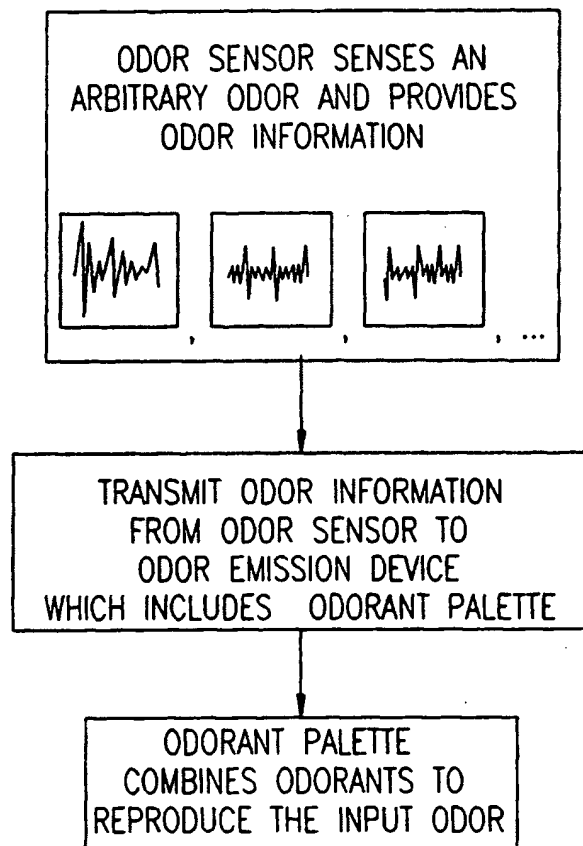 ODOR SENSOR SENSES AN
ARBITRARY ODOR AND PROVIDES
ODOR INFORMATION
, , , ...
TRANSMIT ODOR INFORMATION
FROM ODOR SENSOR TO
ODOR EMISSION DEVICE
WHICH INCLUDES ODORANT PALETTE
ODORANT PALETTE
COMBINES ODORANTS TO
REPRODUCE THE INPUT ODOR